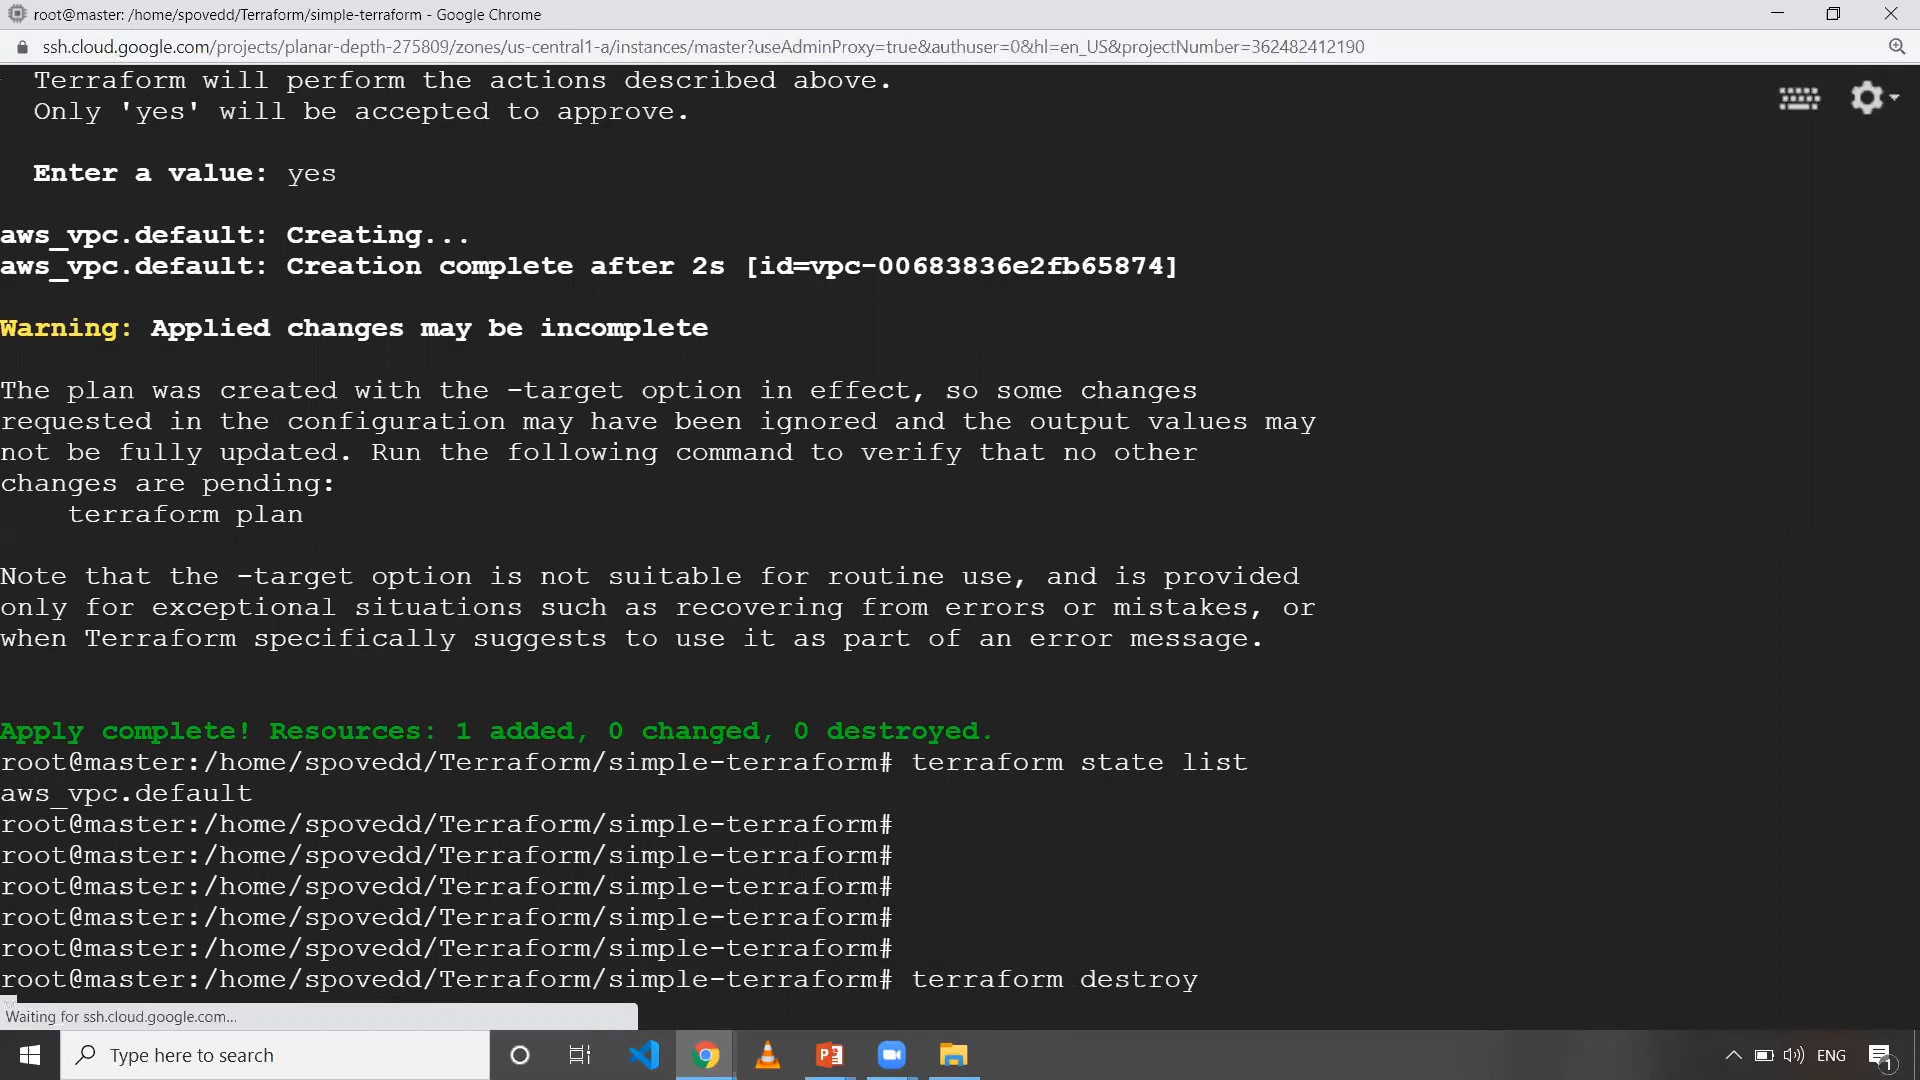 root@master: /home/spovedd/Terraform/simple-terraform - Google Chrome
ssh.cloud.google.com/projects/planar-depth-275809/zones/us-central1-a/instances/master?useAdminProxy=true&authuser=0&hl=en_US&projectNumber=362482412190
Terraform will perform the actions described above.
Only 'yes' will be accepted to approve.
Enter a value: yes
aws_vpc.default: Creating...
aws_vpc.default: Creation complete after 2s [id=vpc-00683836e2fb65874]
Warning: Applied changes may be incomplete
The plan was created with the -target option in effect, so some changes
requested in the configuration may have been ignored and the output values may
not be fully updated. Run the following command to verify that no other
changes are pending:
terraform plan
Note that the -target option is not suitable for routine use, and is provided
only for exceptional situations such as recovering from errors or mistakes, or
when Terraform specifically suggests to use it as part of an error message.
Apply complete! Resources: 1 added, 0 changed, 0 destroyed.
root@master:/home/spovedd/Terraform/simple-terraform# terraform state list
aws_vpc.default
root@master:/home/spovedd/Terraform/simple-terraform#
root@master:/home/spovedd/Terraform/simple-terraform#
root@master:/home/spovedd/Terraform/simple-terraform#
root@master:/home/spovedd/Terraform/simple-terraform#
root@master:/home/spovedd/Terraform/simple-terraform#
root@master:/home/spovedd/Terraform/simple-terraform# terraform destroy
Waiting for ssh.cloud.google.com...
Type here to search
ENG
1